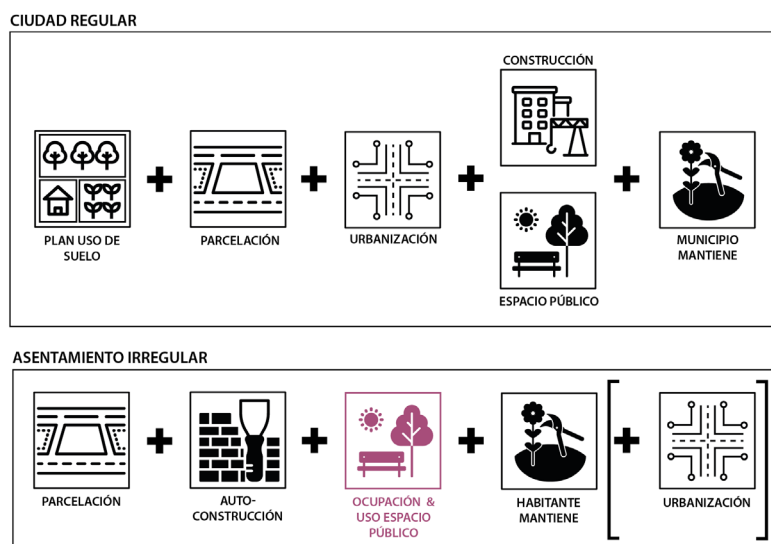 CIUDAD REGULAR
CONSTRUCCIÓN
PLAN USO DE
SUELO
PARCELACIÓN
URBANIZACIÓN
ESPACIO PÚBLICO
MUNICIPIO
MANTIENE
ASENTAMIENTO IRREGULAR
PARCELACIÓN
AUTO-
CONSTRUCCIÓN
OCUPACIÓN &
USO ESPACIO
PÚBLICO
HABITANTE
MANTIENE
URBANIZACIÓN